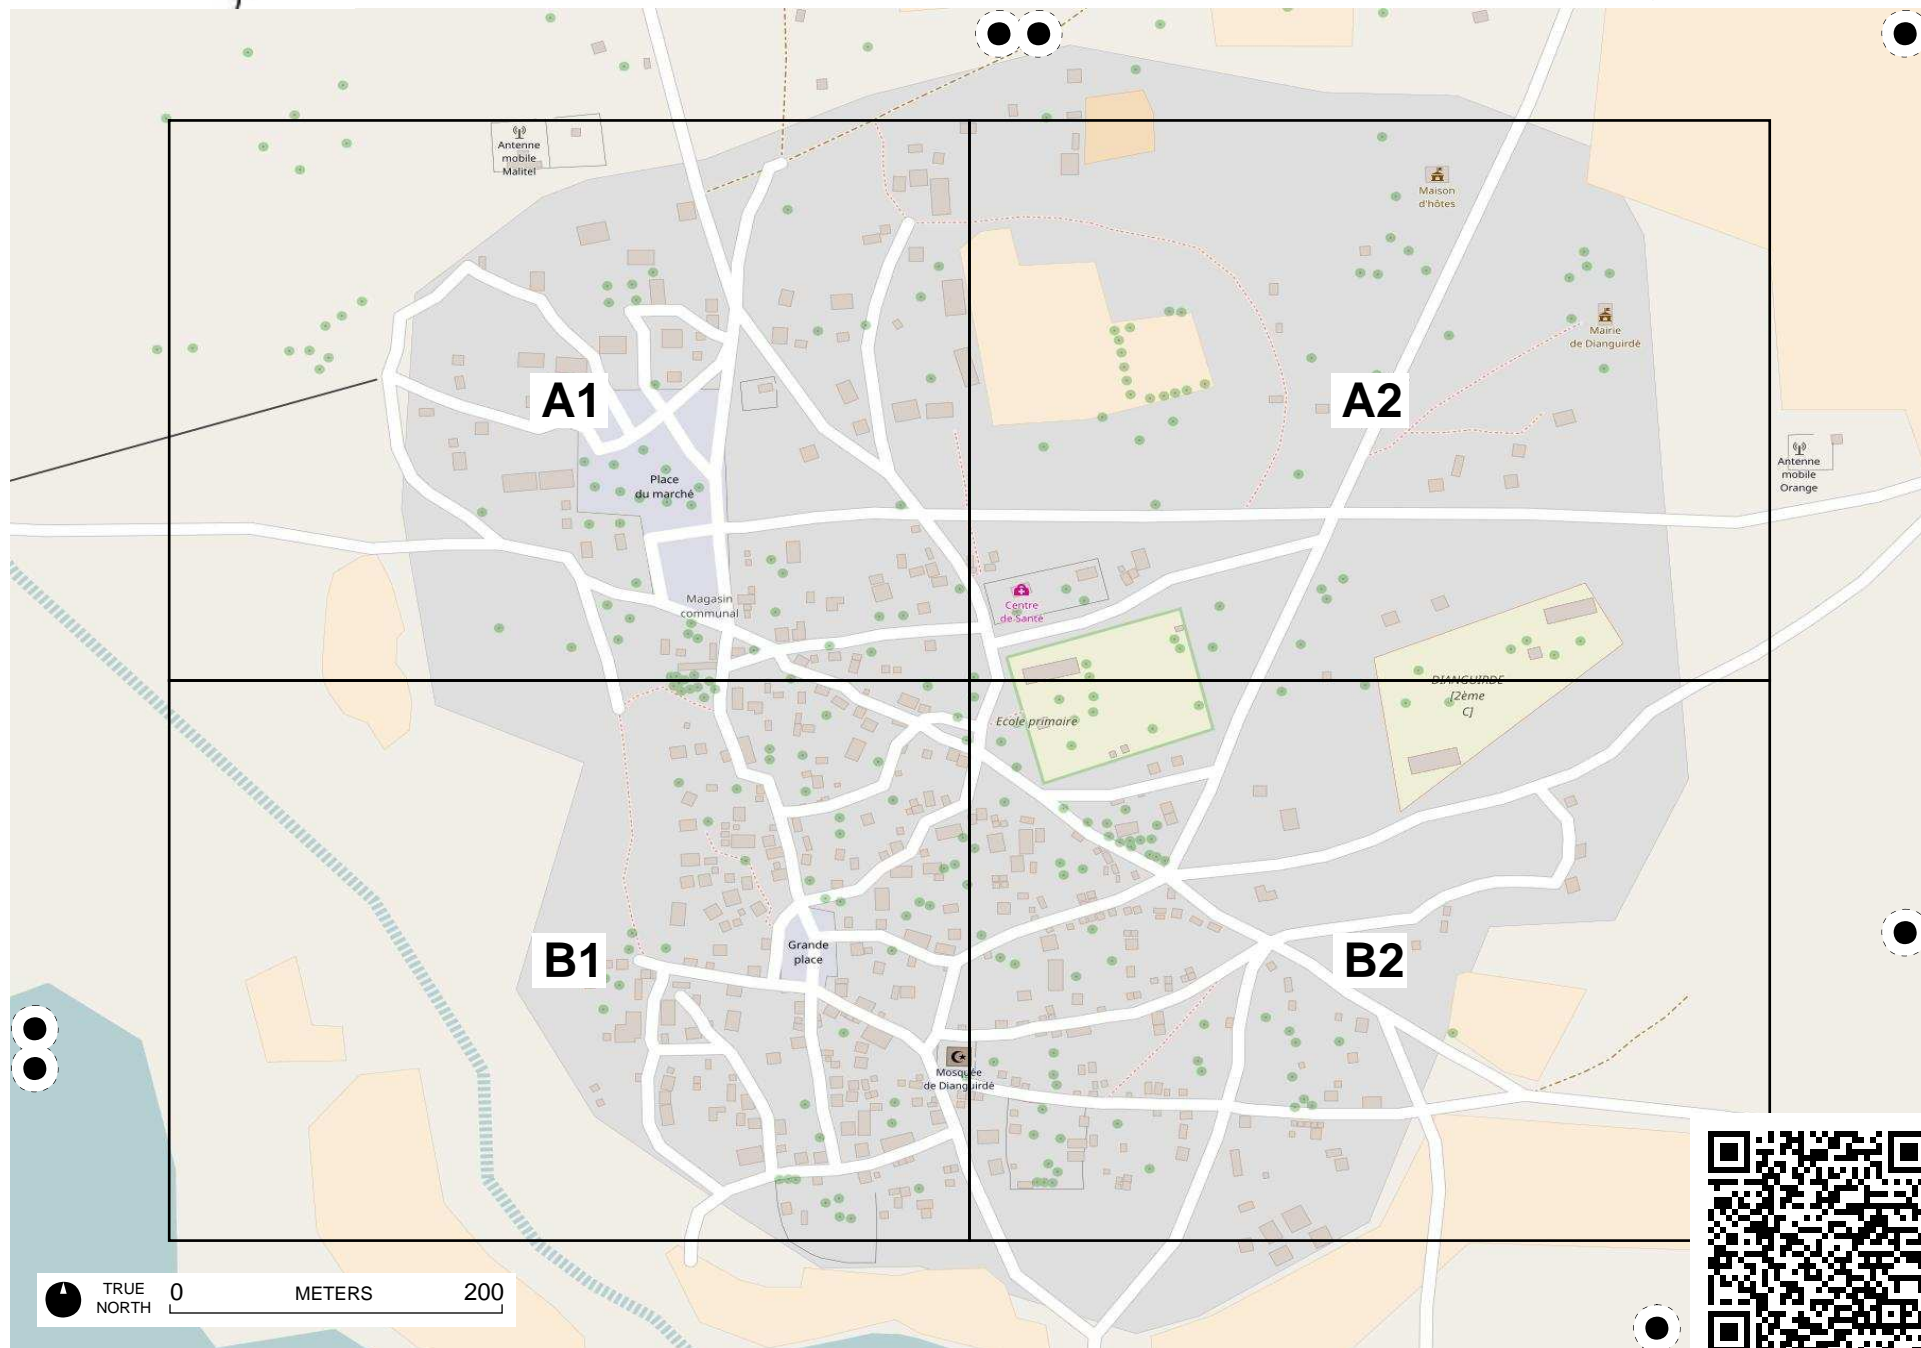 Antenne
mobile
Malitel
Maison
d'hôtes
Mairie
de Dianguirdé
A1
A2
Antenne
mobile
Orange
Place
du marché
Centre
de Santé
Magasin
communal
DIANGUIRDE
[2ème
C]
Ecole primaire
Grande
place
B1
B2
Mosquée
de Dianguirdé
TRUE
NORTH
0 METERS 200